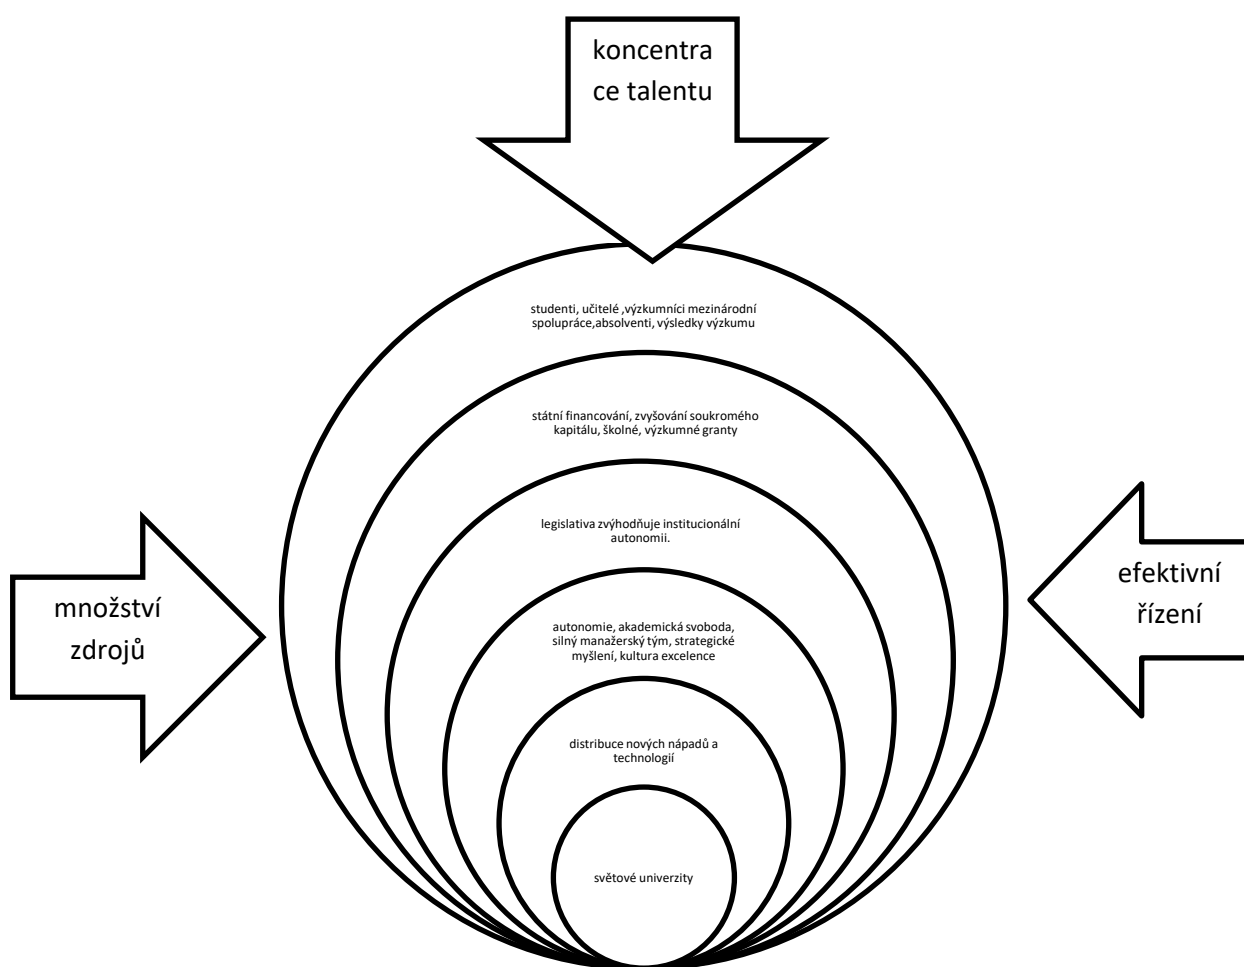 koncentra
ce talentu
studenti, učitelé ,výzkumníci mezinárodní
spolupráce,absolventi, výsledky výzkumu
státní financování, zvyšování soukromého
kapitálu, školné, výzkumné granty
legislativa zvýhodňuje institucionální
autonomii.
množství
zdrojů
efektivní
řízení
autonomie, akademická svoboda,
silný manažerský tým, strategické
myšlení, kultura excelence
distribuce nových nápadů a
technologií
světové univerzity